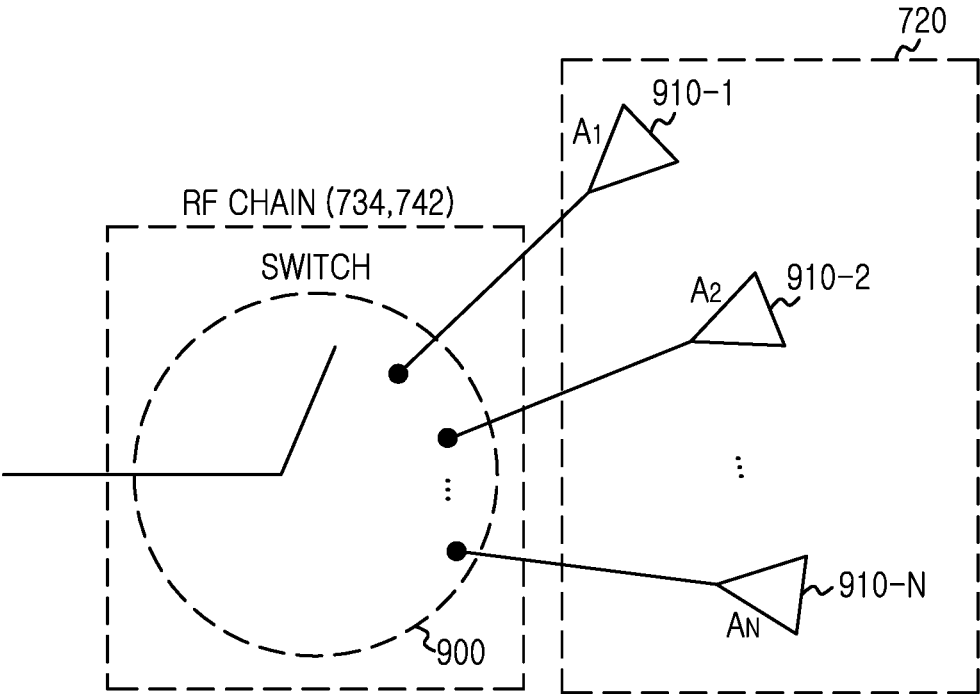 720
910-1
A1
RF CHAIN (734,742)
SWITCH
910-2
A2
...
...
910-N
AN
900